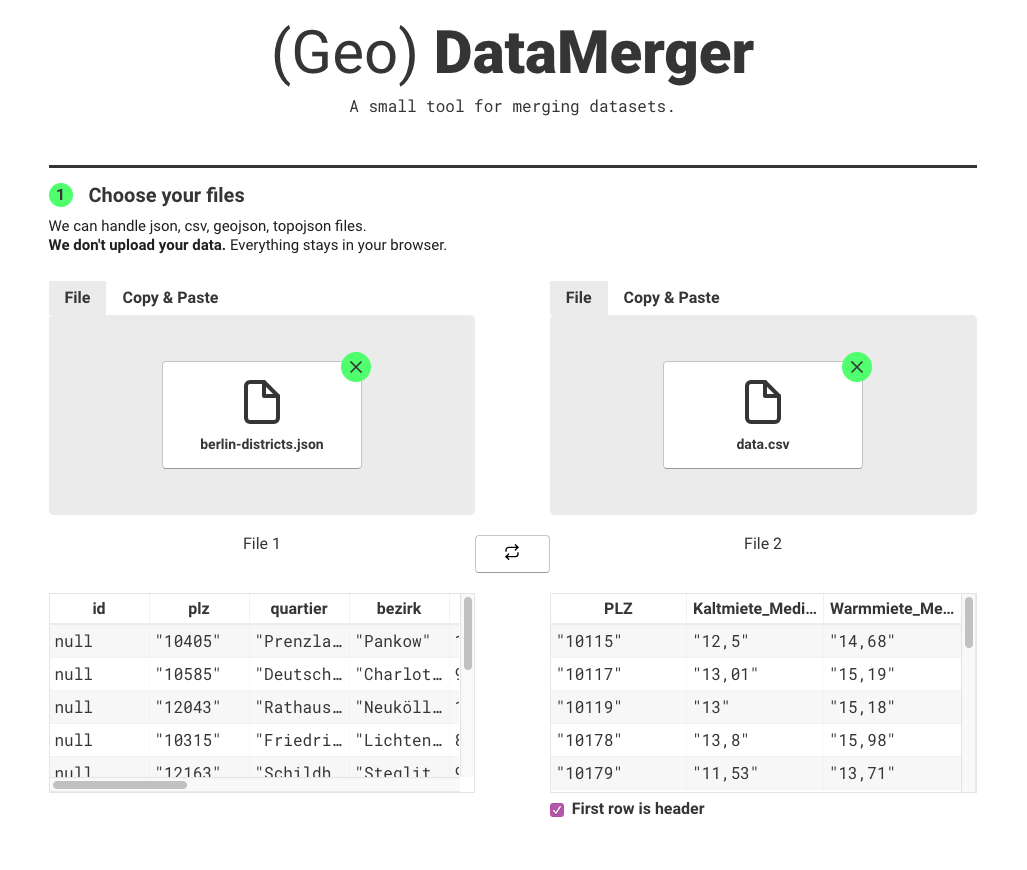 (Geo) DataMerger
A small tool for merging datasets.
1 Choose your files
We can handle json, csv, geojson, topojson files.
We don't upload your data. Everything stays in your browser.
File Copy & Paste
berlin-districts.json
File 1
File Copy & Paste
data.csv
File 2
id plz quartier bezirk
null "10405" "Prenzla… "Pankow"
null "10585" "Deutsch… "Charlot…
null "12043" "Rathaus… "Neuköll…
null "10315" "Friedri… "Lichten…
null "12163" "Schildh "Steglit
PLZ Kaltmiete_Medi… Warmmiete_Me…
"10115" "12,5" "14,68"
"10117" "13,01" "15,19"
"10119" "13" "15,18"
"10178" "13,8" "15,98"
"10179" "11,53" "13,71"
First row is header